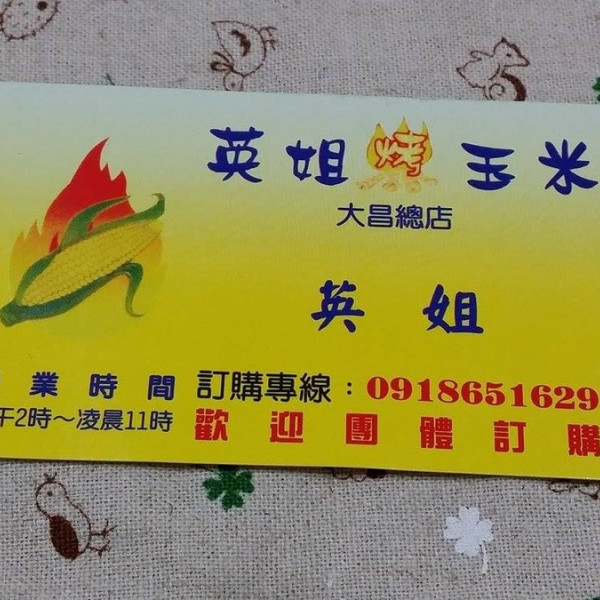 英姐烤玉米
大昌總店
英姐
業時間
午2時～凌晨11時
訂購專線：0918651629
歡迎團體訂購